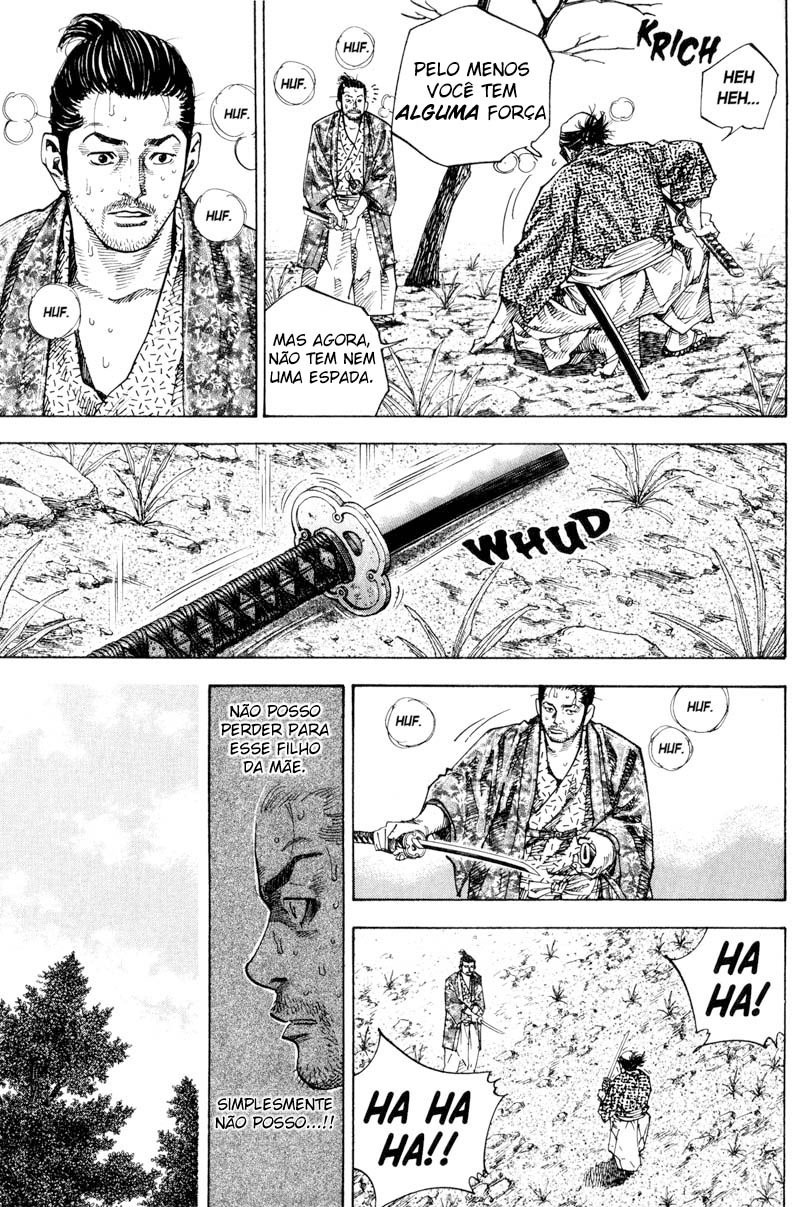 KRICH
HEH
HEH...
PELO MENOS
VOCÊ TEM
ALGUMA FORÇA
HUF.
HUF.
MAS AGORA,
NÃO TEM NEM
UMA ESPADA.
HUF.
HUF.
HUF.
WHUD
HUF.
HUF.
HUF.
HA
HA!
HA HA
HA!!
NÃO POSSO
PERDER PARA
ESSE FILHO
DA MÃE.
SIMPLESMENTE
NÃO POSSO...!!